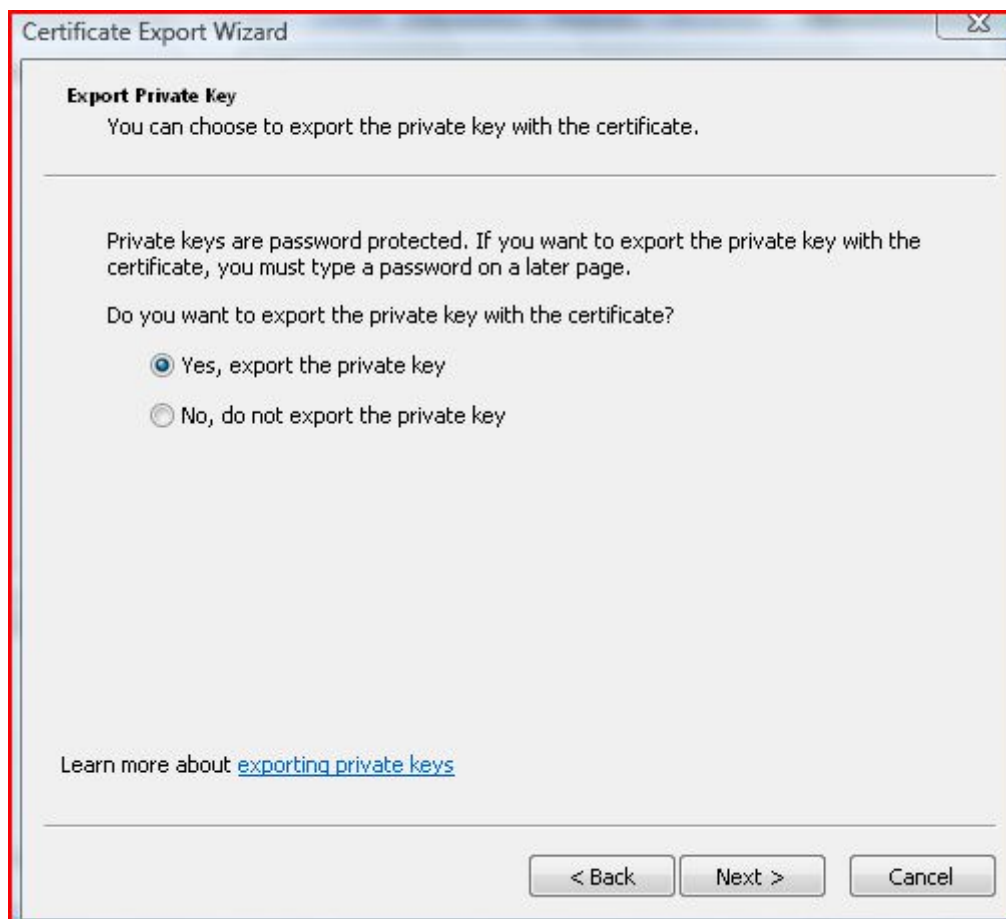 Certificate Export Wizard
Export Private Key
You can choose to export the private key with the certificate.
Private keys are password protected. If you want to export the private key with the
certificate, you must type a password on a later page.
Do you want to export the private key with the certificate?
Yes, export the private key
No, do not export the private key
Learn more about exporting private keys
< Back Next > Cancel